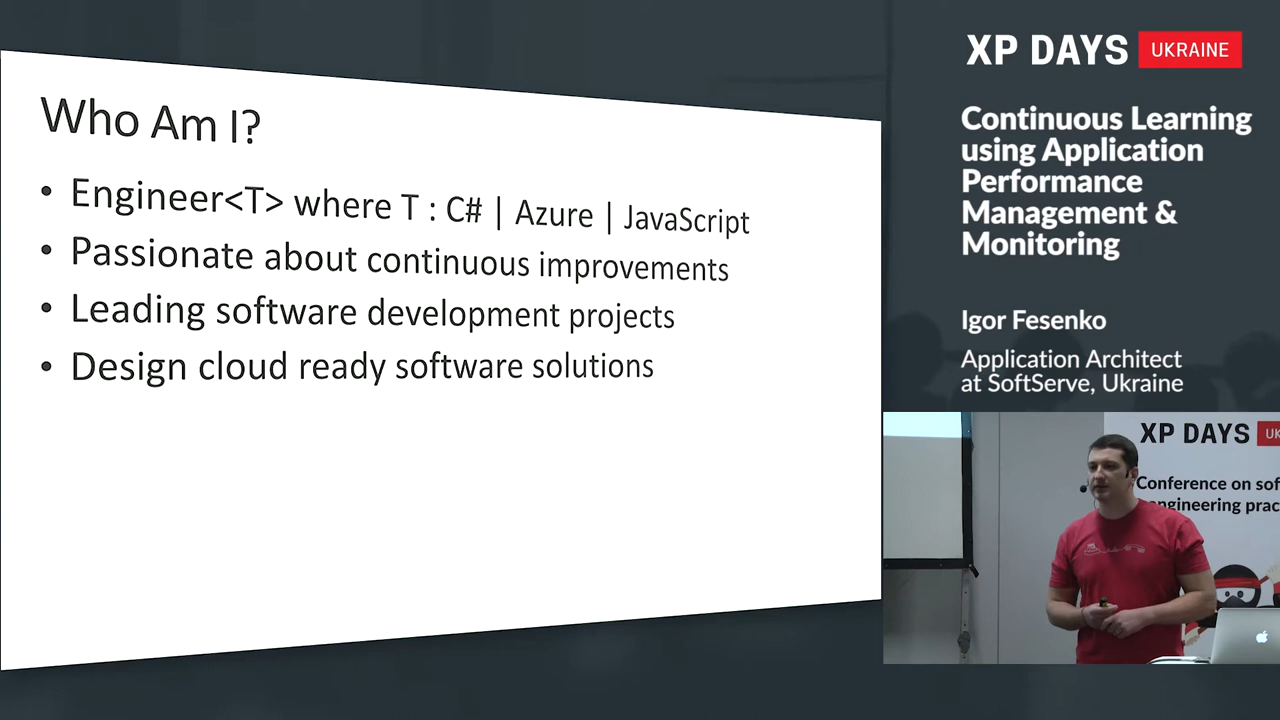 Who Am I?
• Engineer<T> where T : C# | Azure | JavaScript
• Passionate about continuous improvements
• Leading software development projects
• Design cloud ready software solutions
XP DAYS UKRAINE
Continuous Learning
using Application
Performance
Management &
Monitoring
Igor Fesenko
Application Architect
at SoftServe, Ukraine
XP DAYS UK
Conference on sof
engineering prac